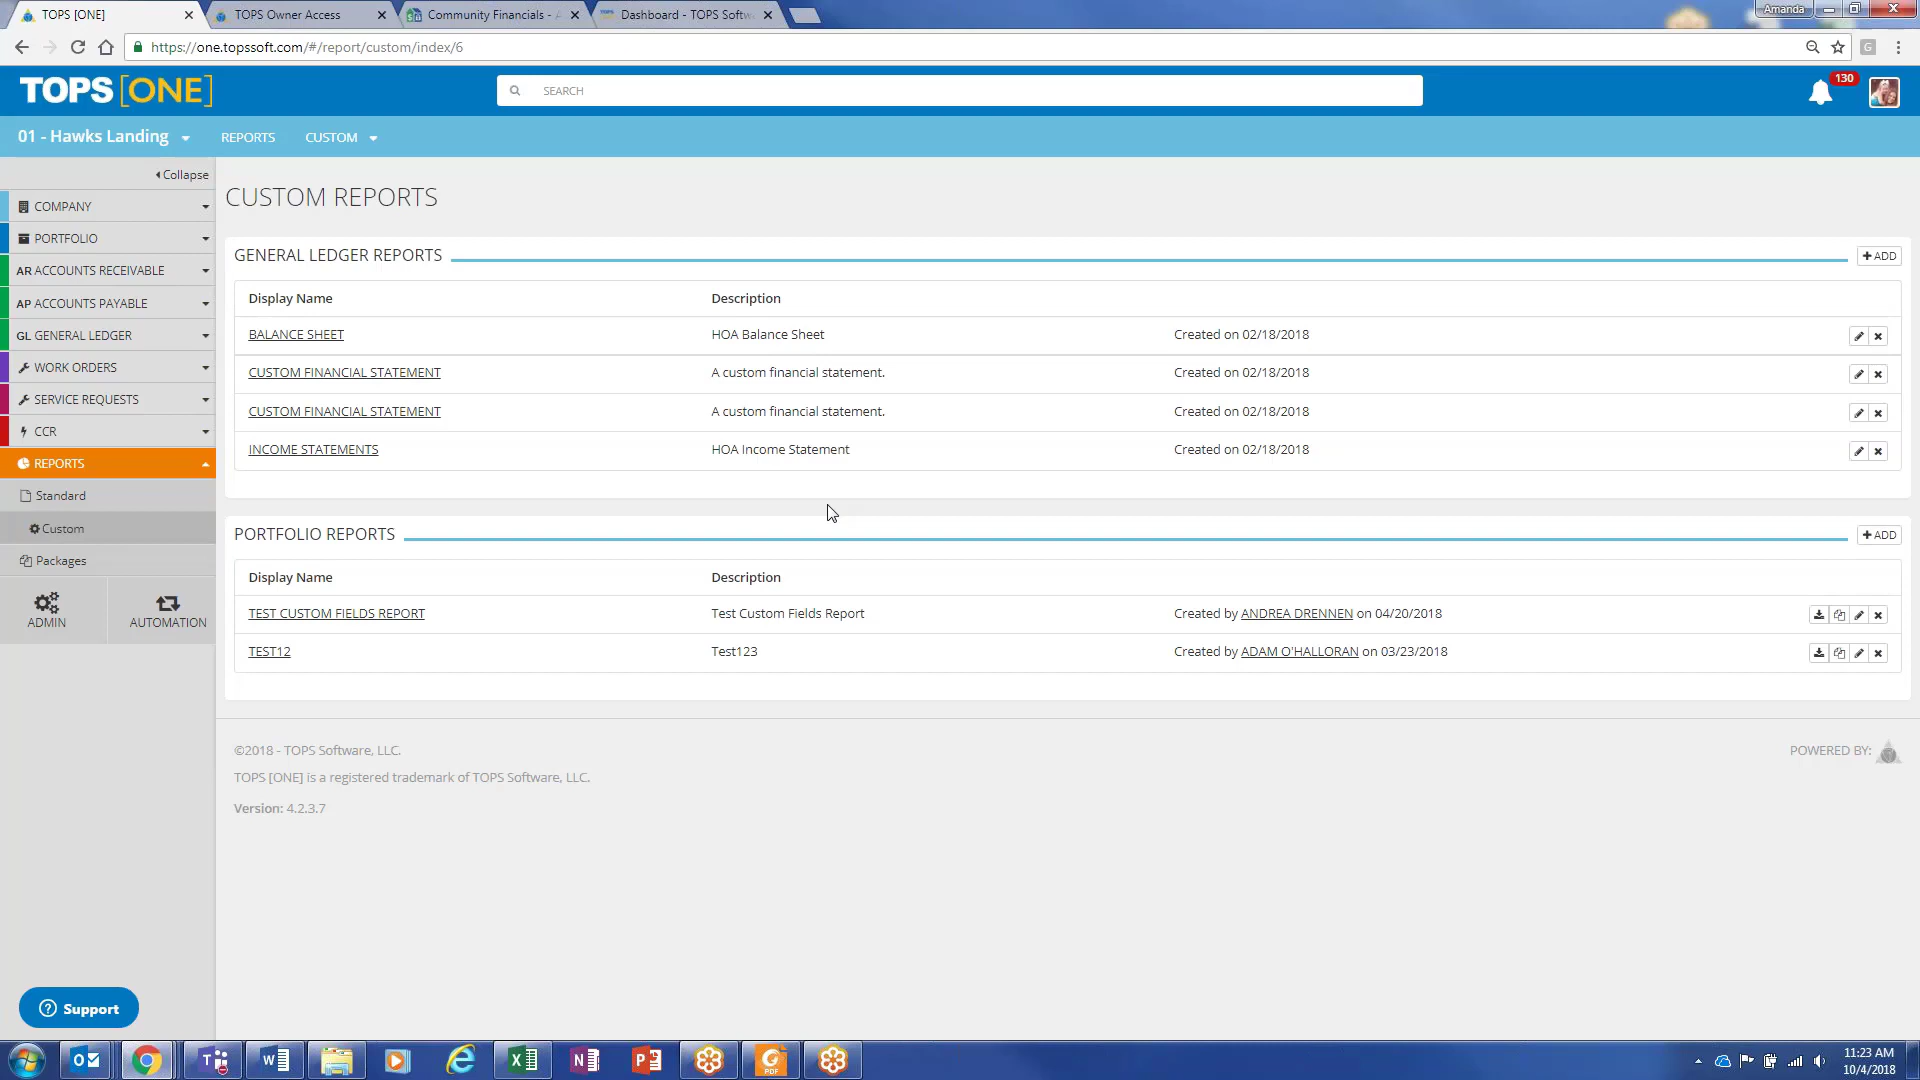 TOPS [ONE]
TOPS Owner Access
Community Financials - A
Dashboard - TOPS Softw
Amanda
https://one.topssoft.com/#/report/custom/index/6
TOPS [ONE]
SEARCH
130
01 - Hawks Landing
REPORTS
CUSTOM
Collapse
COMPANY
PORTFOLIO
AR ACCOUNTS RECEIVABLE
AP ACCOUNTS PAYABLE
GL GENERAL LEDGER
WORK ORDERS
SERVICE REQUESTS
CCR
REPORTS
Standard
Custom
Packages
ADMIN
AUTOMATION
Support
CUSTOM REPORTS
GENERAL LEDGER REPORTS
ADD
Display Name Description
BALANCE SHEET HOA Balance Sheet Created on 02/18/2018
CUSTOM FINANCIAL STATEMENT A custom financial statement. Created on 02/18/2018
CUSTOM FINANCIAL STATEMENT A custom financial statement. Created on 02/18/2018
INCOME STATEMENTS HOA Income Statement Created on 02/18/2018
PORTFOLIO REPORTS
ADD
Display Name Description
TEST CUSTOM FIELDS REPORT Test Custom Fields Report Created by ANDREA DRENNEN on 04/20/2018
TEST12 Test123 Created by ADAM O'HALLORAN on 03/23/2018
©2018 - TOPS Software, LLC.
POWERED BY:
TOPS [ONE] is a registered trademark of TOPS Software, LLC.
Version: 4.2.3.7
11:23 AM
10/4/2018